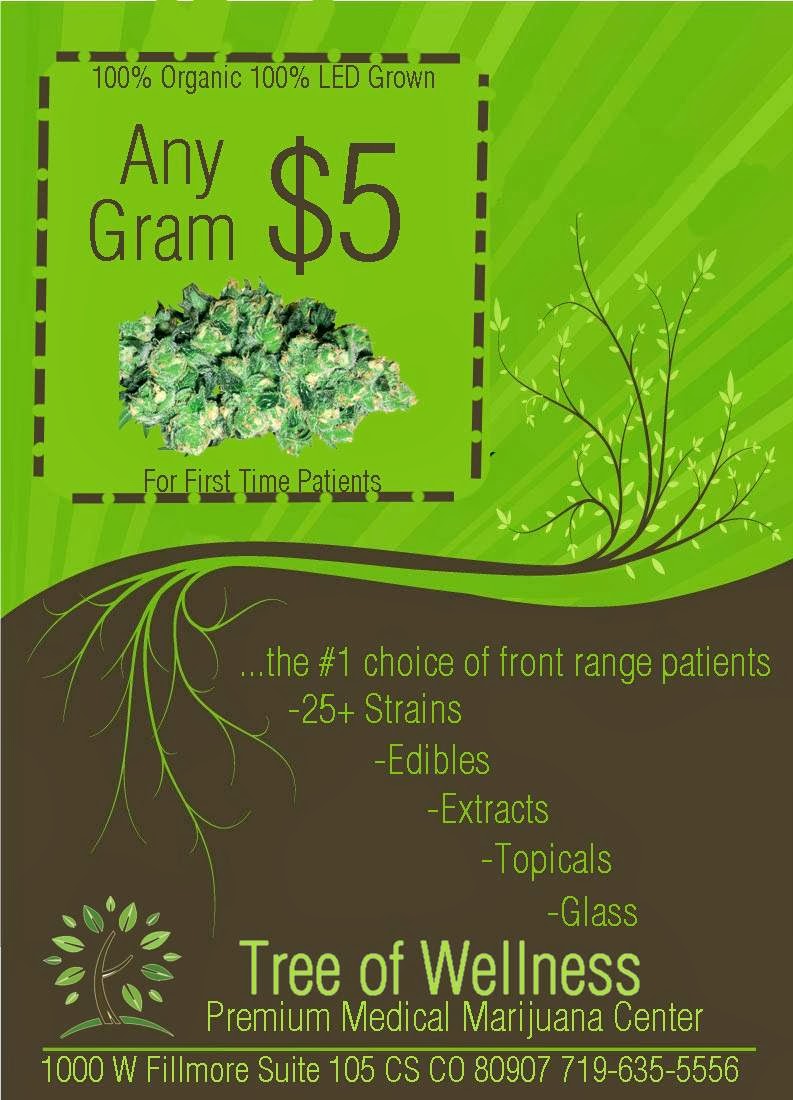 100% Organic 100% LED Grown
Any
Gram $5
For First Time Patients
...the #1 choice of front range patients
-25+ Strains
-Edibles
-Extracts
-Topicals
-Glass
Tree of Wellness
Premium Medical Marijuana Center
1000 W Fillmore Suite 105 CS CO 80907 719-635-5556